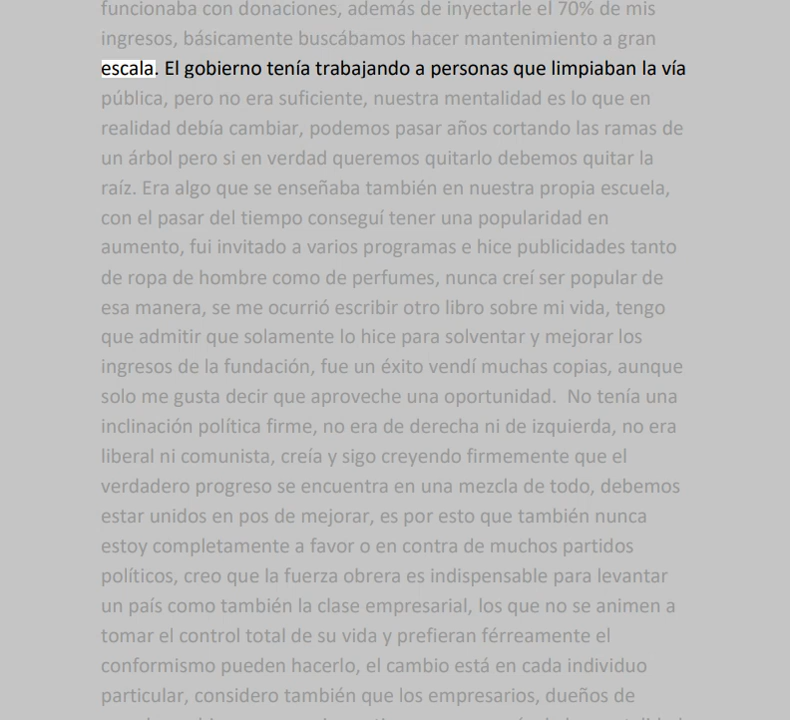 funcionaba con donaciones, además de inyectarle el 70% de mis
ingresos, básicamente buscábamos hacer mantenimiento a gran
escala. El gobierno tenía trabajando a personas que limpiaban la vía
pública, pero no era suficiente, nuestra mentalidad es lo que en
realidad debía cambiar, podemos pasar años cortando las ramas de
un árbol pero si en verdad queremos quitarlo debemos quitar la
raíz. Era algo que se enseñaba también en nuestra propia escuela,
con el pasar del tiempo conseguí tener una popularidad en
aumento, fui invitado a varios programas e hice publicidades tanto
de ropa de hombre como de perfumes, nunca creí ser popular de
esa manera, se me ocurrió escribir otro libro sobre mi vida, tengo
que admitir que solamente lo hice para solventar y mejorar los
ingresos de la fundación, fue un éxito vendí muchas copias, aunque
solo me gusta decir que aproveche una oportunidad.  No tenía una
inclinación política firme, no era de derecha ni de izquierda, no era
liberal ni comunista, creía y sigo creyendo firmemente que el
verdadero progreso se encuentra en una mezcla de todo, debemos
estar unidos en pos de mejorar, es por esto que también nunca
estoy completamente a favor o en contra de muchos partidos
políticos, creo que la fuerza obrera es indispensable para levantar
un país como también la clase empresarial, los que no se animen a
tomar el control total de su vida y prefieran férreamente el
conformismo pueden hacerlo, el cambio está en cada individuo
particular, considero también que los empresarios, dueños de